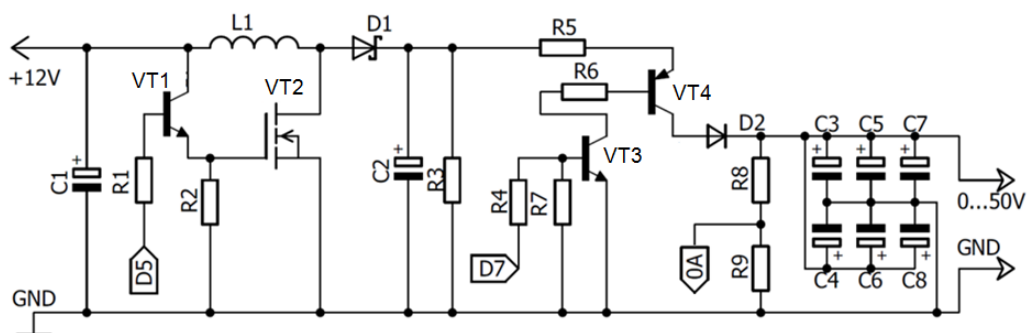 L1
D1
+12V
VT1
VT2
R5
R6
VT4
D2
C3
C5
C7
C1
R1
R2
C2
R3
R4
R7
VT3
R8
0...50V
D5
D7
0A
R9
C4
C6
C8
GND
GND
+
+
+
+
+
+
+
+